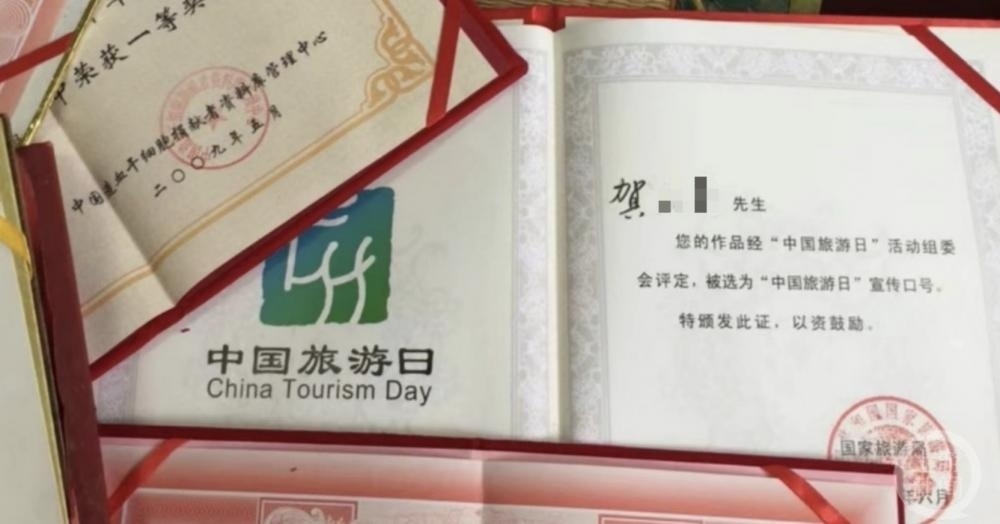 中荣获一等奖
中国造血干细胞捐献者资料库管理中心
二〇〇九年五月
中国旅游日
China Tourism Day
贺 先生
您的作品经“中国旅游日”活动组委
会评定，被选为“中国旅游日”宣传口号。
特颁发此证，以资鼓励。
国家旅游局
年六月